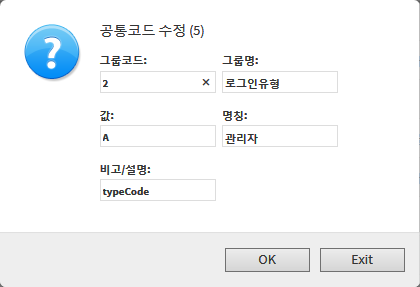 공통코드 수정 (5)
그룹코드: 그룹명:
2 × 로그인유형
값: 명칭:
A 관리자
비고/설명:
typeCode
OK Exit